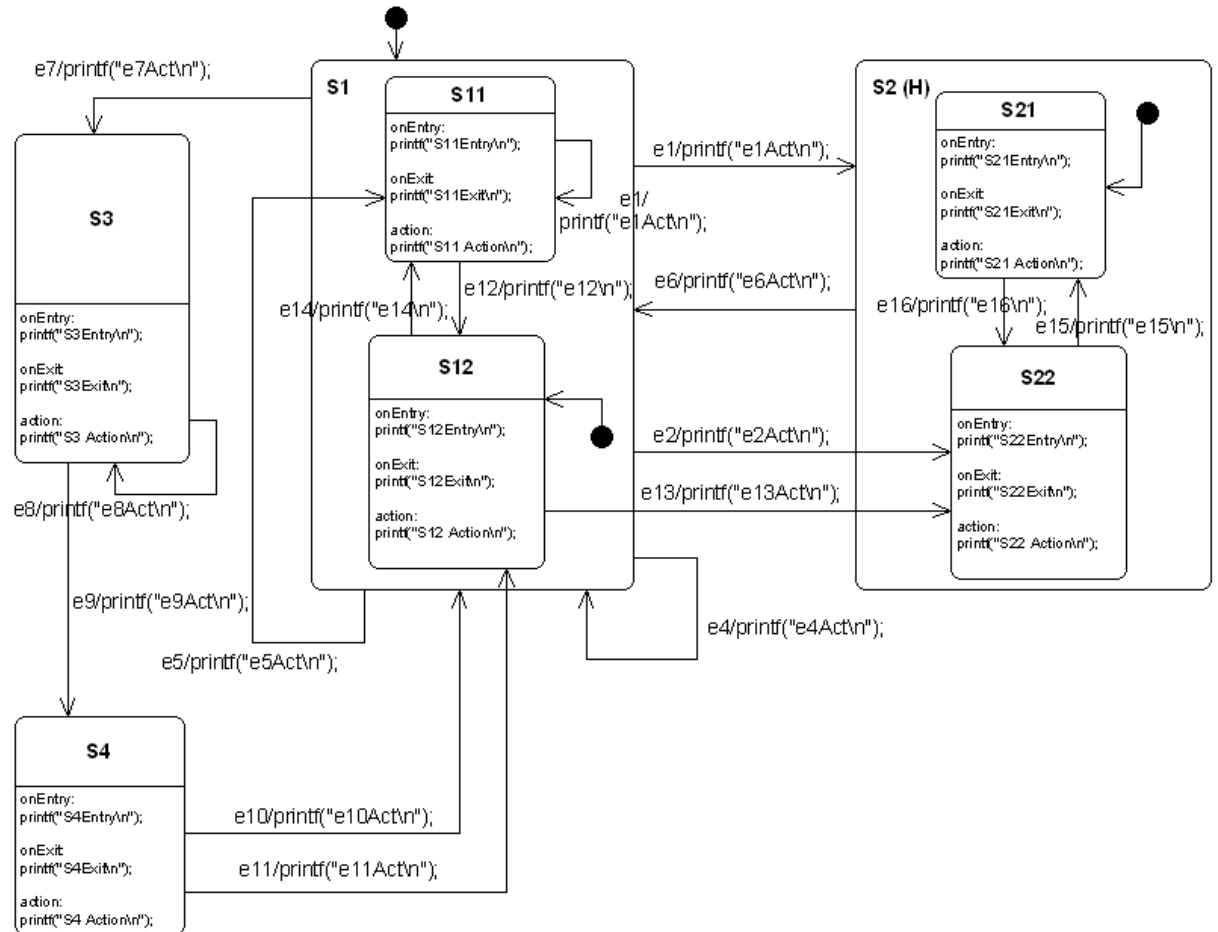 e7/printf("e7Act\n");
S1
S11
onEntry:
printf("S11Entry\n");
onExit
printf("S11Exit\n");
action:
printf("S11 Action\n");
e1/
printf("e1Act\n");
e1/printf("e1Act\n");
S2 (H)
S21
onEntry:
printf("S21Entry\n");
onExit
printf("S21Exit\n");
action:
printf("S21 Action\n");
S3
onEntry:
printf("S3Entry\n");
onExit
printf("S3Exit\n");
action:
printf("S3 Action\n");
e14/printf("e14\n");
e12/printf("e12\n");
e6/printf("e6Act\n");
e16/printf("e16\n");
e15/printf("e15\n");
S12
onEntry:
printf("S12Entry\n");
onExit:
printf("S12Exit\n");
action:
printf("S12 Action\n");
e2/printf("e2Act\n");
e13/printf("e13Act\n");
S22
onEntry:
printf("S22Entry\n");
onExit:
printf("S22Exit\n");
action:
printf("S22 Action\n");
e8/printf("e8Act\n");
e9/printf("e9Act\n");
e5/printf("e5Act\n");
e4/printf("e4Act\n");
S4
onEntry:
printf("S4Entry\n");
onExit
printf("S4Exit\n");
action:
printf("S4 Action\n");
e10/printf("e10Act\n");
e11/printf("e11Act\n");